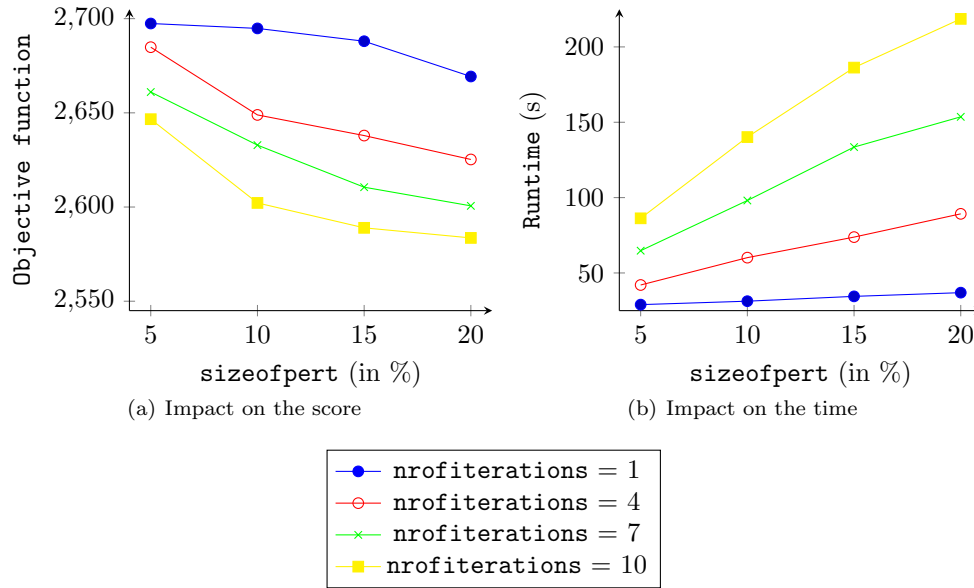 2,700
2,650
2,600
2,550
Objective function
5 10 15 20
sizeofpert (in %)
(a) Impact on the score
200
150
100
50
Runtime (s)
5 10 15 20
sizeofpert (in %)
(b) Impact on the time
nrofiterations = 1
nrofiterations = 4
nrofiterations = 7
nrofiterations = 10